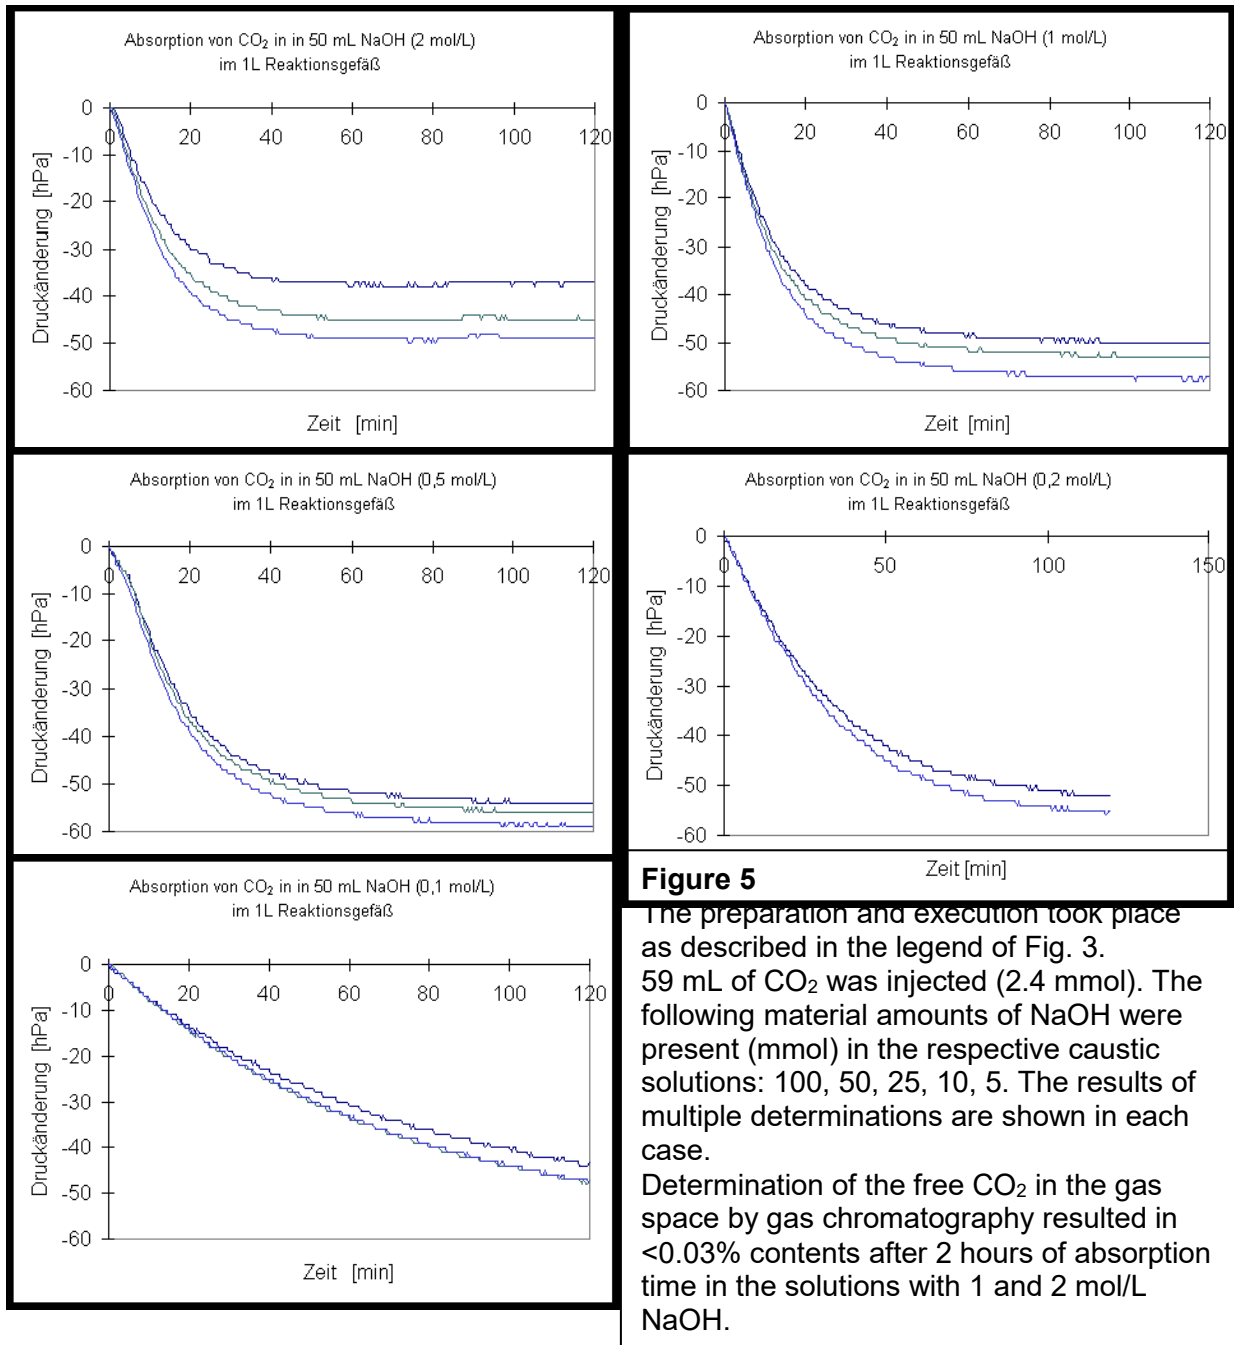 Absorption von CO₂ in in 50 mL NaOH (2 mol/L)
im 1L Reaktionsgefäß
0
-10
-20
-30
-40
-50
-60
0 20 40 60 80 100 120
Druckänderung [hPa]
Zeit [min]
Absorption von CO₂ in in 50 mL NaOH (1 mol/L)
im 1L Reaktionsgefäß
0
-10
-20
-30
-40
-50
-60
0 20 40 60 80 100 120
Druckänderung [hPa]
Zeit [min]
Absorption von CO₂ in in 50 mL NaOH (0,5 mol/L)
im 1L Reaktionsgefäß
0
-10
-20
-30
-40
-50
-60
0 20 40 60 80 100 120
Druckänderung [hPa]
Zeit [min]
Absorption von CO₂ in in 50 mL NaOH (0,2 mol/L)
im 1L Reaktionsgefäß
0
-10
-20
-30
-40
-50
-60
0 50 100 150
Druckänderung [hPa]
Zeit [min]
Absorption von CO₂ in in 50 mL NaOH (0,1 mol/L)
im 1L Reaktionsgefäß
0
-10
-20
-30
-40
-50
-60
0 20 40 60 80 100 120
Druckänderung [hPa]
Zeit [min]
Figure 5
The preparation and execution took place
as described in the legend of Fig. 3.
59 mL of CO₂ was injected (2.4 mmol). The
following material amounts of NaOH were
present (mmol) in the respective caustic
solutions: 100, 50, 25, 10, 5. The results of
multiple determinations are shown in each
case.
Determination of the free CO₂ in the gas
space by gas chromatography resulted in
<0.03% contents after 2 hours of absorption
time in the solutions with 1 and 2 mol/L
NaOH.